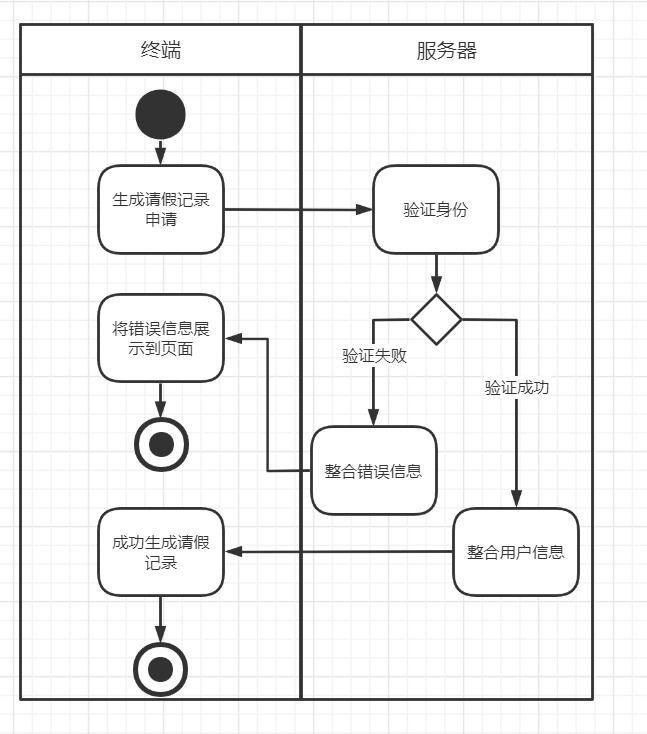 终端
服务器
生成请假记录
申请
验证身份
将错误信息展
示到页面
验证失败
验证成功
整合错误信息
成功生成请假
记录
整合用户信息